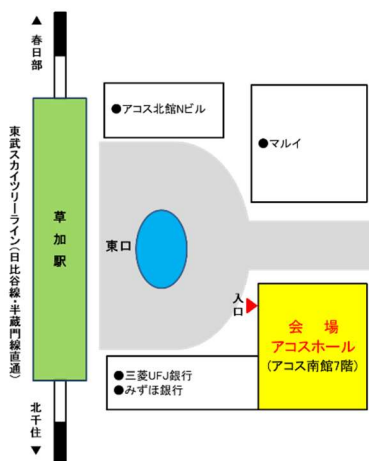 ▲春日部
東武スカイツリーライン（日比谷線・半蔵門線直通）
草加駅
北千住▼
●アコス北館Nビル
●マルイ
東口
入口
会　場
アコスホール
(アコス南館7階)
●三菱UFJ銀行
●みずほ銀行